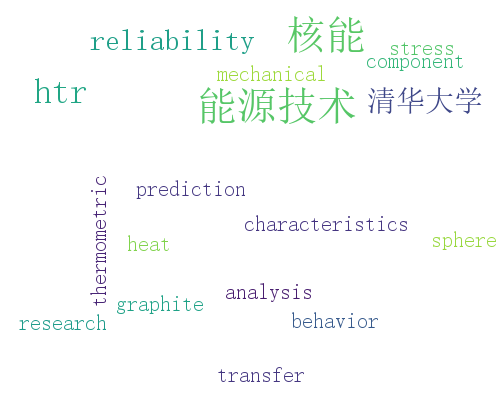 核能
reliability
stress
component
mechanical
htr
能源技术
清华大学
prediction
thermometric
characteristics
heat
sphere
analysis
graphite
research
behavior
transfer